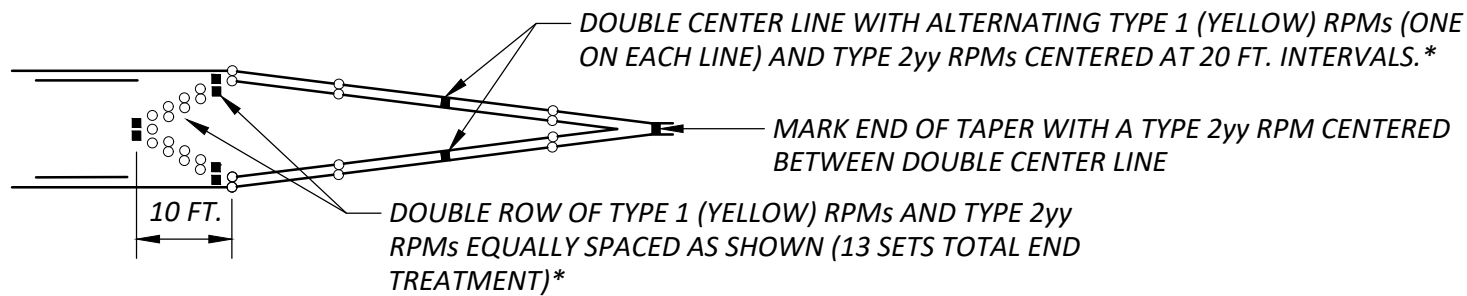 DOUBLE CENTER LINE WITH ALTERNATING TYPE 1 (YELLOW) RPMs (ONE
ON EACH LINE) AND TYPE 2yy RPMs CENTERED AT 20 FT. INTERVALS.*
MARK END OF TAPER WITH A TYPE 2yy RPM CENTERED
BETWEEN DOUBLE CENTER LINE
10 FT.
DOUBLE ROW OF TYPE 1 (YELLOW) RPMs AND TYPE 2yy
RPMs EQUALLY SPACED AS SHOWN (13 SETS TOTAL END
TREATMENT)*